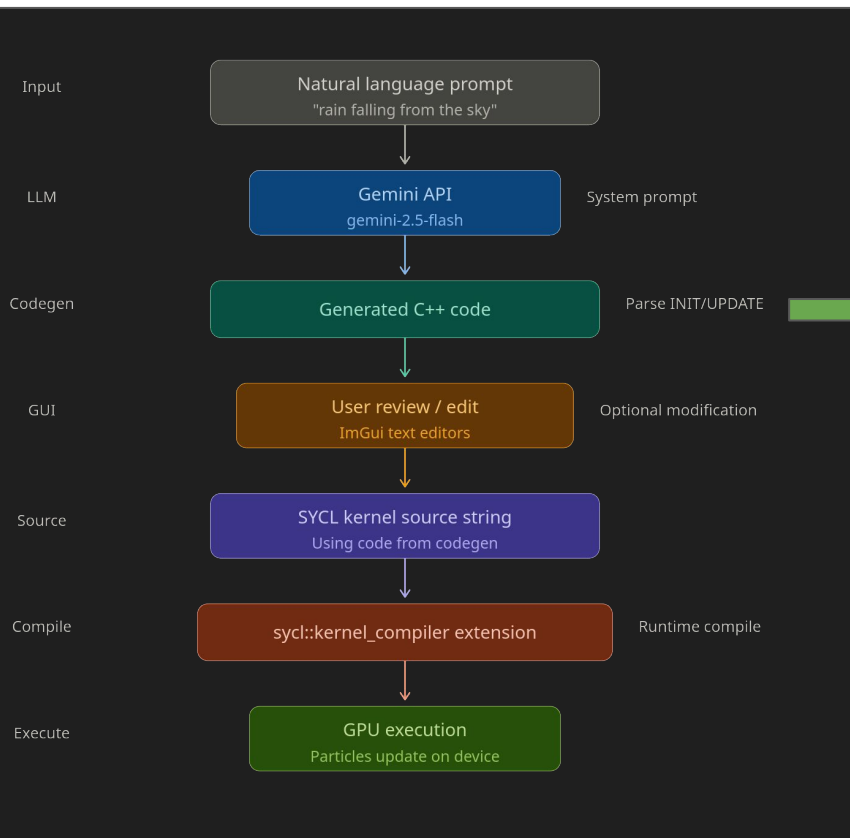 Input
Natural language prompt
"rain falling from the sky"
LLM
Gemini API
gemini-2.5-flash
System prompt
Codegen
Generated C++ code
Parse INIT/UPDATE
GUI
User review / edit
ImGui text editors
Optional modification
Source
SYCL kernel source string
Using code from codegen
Compile
sycl::kernel_compiler extension
Runtime compile
Execute
GPU execution
Particles update on device